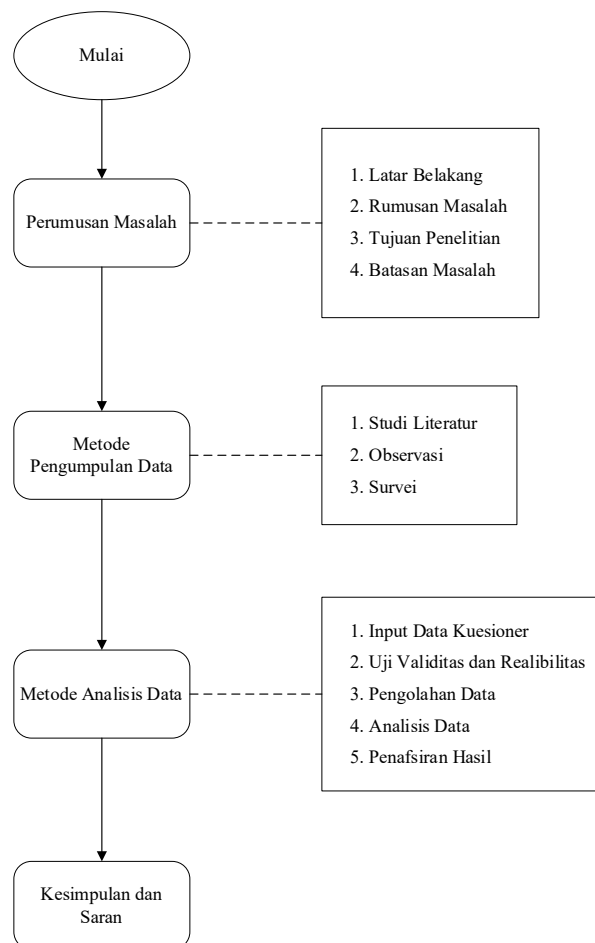 Mulai
Perumusan Masalah
1. Latar Belakang
2. Rumusan Masalah
3. Tujuan Penelitian
4. Batasan Masalah
Metode
Pengumpulan Data
1. Studi Literatur
2. Observasi
3. Survei
Metode Analisis Data
1. Input Data Kuesioner
2. Uji Validitas dan Realibilitas
3. Pengolahan Data
4. Analisis Data
5. Penafsiran Hasil
Kesimpulan dan
Saran